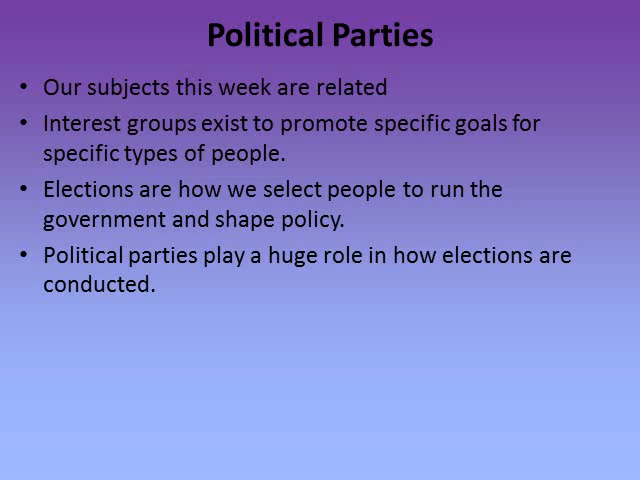 Political Parties
• Our subjects this week are related
• Interest groups exist to promote specific goals for
specific types of people.
• Elections are how we select people to run the
government and shape policy.
• Political parties play a huge role in how elections are
conducted.